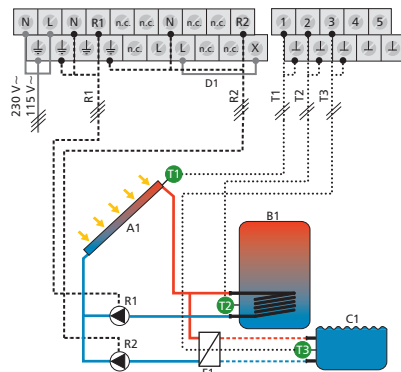 N L N R1 n.c. n.c. N n.c. n.c. R2
1 2 3 4 5
n.c. L L n.c. n.c. X
D1
230 V~
115 V~
R1
R2
T1
T2
T3
T1
A1
B1
T2
R1
C1
T3
R2